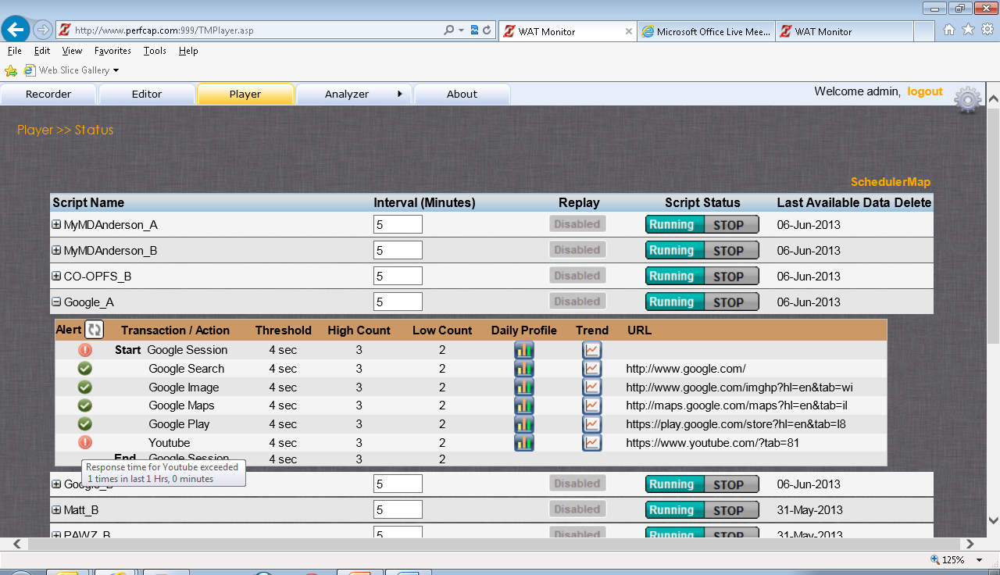 http://www.perfcap.com:999/TMPlayer.asp
WAT Monitor
Microsoft Office Live Mee...
WAT Monitor
File Edit View Favorites Tools Help
Web Slice Gallery
Recorder Editor Player Analyzer About
Welcome admin, logout
Player >> Status
SchedulerMap
Script Name Interval (Minutes) Replay Script Status Last Available Data Delete
MyMDAnderson_A 5 Disabled Running STOP 06-Jun-2013
MyMDAnderson_B 5 Disabled Running STOP 06-Jun-2013
CO-OPFS_B 5 Disabled Running STOP 06-Jun-2013
Google_A 5 Disabled Running STOP 06-Jun-2013
Alert Transaction / Action Threshold High Count Low Count Daily Profile Trend URL
Start Google Session 4 sec 3 2
Google Search 4 sec 3 2 http://www.google.com/
Google Image 4 sec 3 2 http://www.google.com/imghp?hl=en&tab=wi
Google Maps 4 sec 3 2 http://maps.google.com/maps?hl=en&tab=il
Google Play 4 sec 3 2 https://play.google.com/store?hl=en&tab=l8
Youtube 4 sec 3 2 https://www.youtube.com/?tab=81
End Google Session 4 sec 3 2
Response time for Youtube exceeded
1 times in last 1 Hrs, 0 minutes
Google_B 5 Disabled Running STOP 06-Jun-2013
Matt_B 5 Disabled Running STOP 31-May-2013
PAWZ_B 5 Disabled Running STOP 31-May-2013
125%